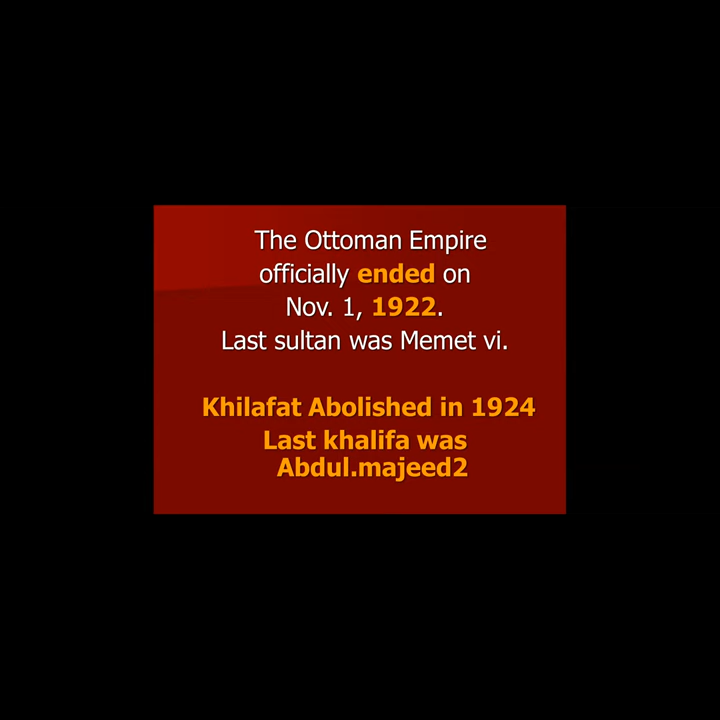 The Ottoman Empire
officially ended on
Nov. 1, 1922.
Last sultan was Memet vi.
Khilafat Abolished in 1924
Last khalifa was
Abdul.majeed2